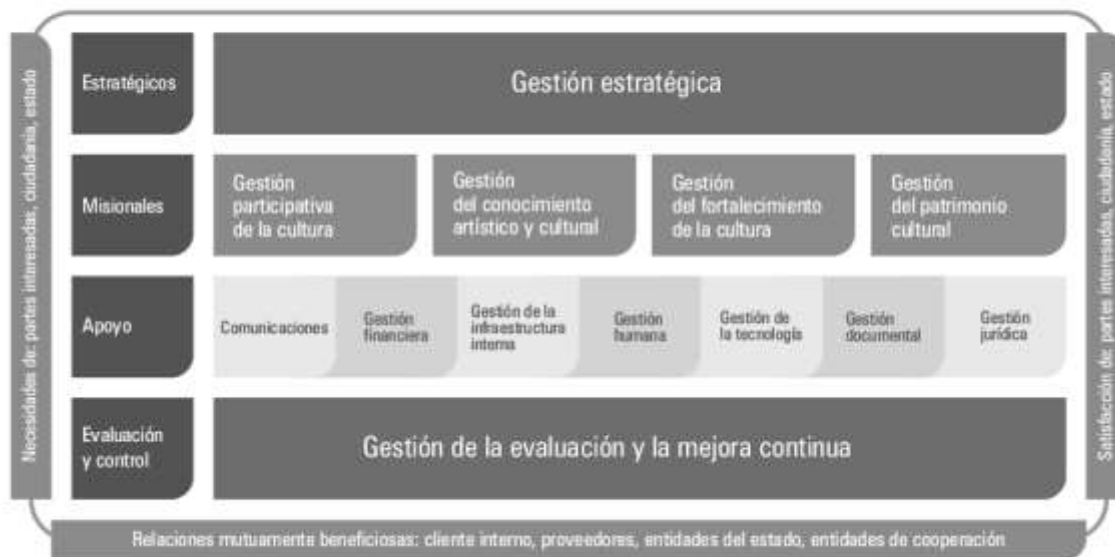 Necesidades de: partes interesadas, ciudadanía, estado
Estratégicos
Gestión estratégica
Misionales
Gestión
participativa
de la cultura
Gestión
del conocimiento
artístico y cultural
Gestión
del fortalecimiento
de la cultura
Gestión
del patrimonio
cultural
Apoyo
Comunicaciones
Gestión
financiera
Gestión de la
infraestructura
interna
Gestión
humana
Gestión de
la tecnología
Gestión
documental
Gestión
jurídica
Evaluación
y control
Gestión de la evaluación y la mejora continua
Satisfacción de: partes interesadas, ciudadanía, estado
Relaciones mutuamente beneficiosas: cliente interno, proveedores, entidades del estado, entidades de cooperación